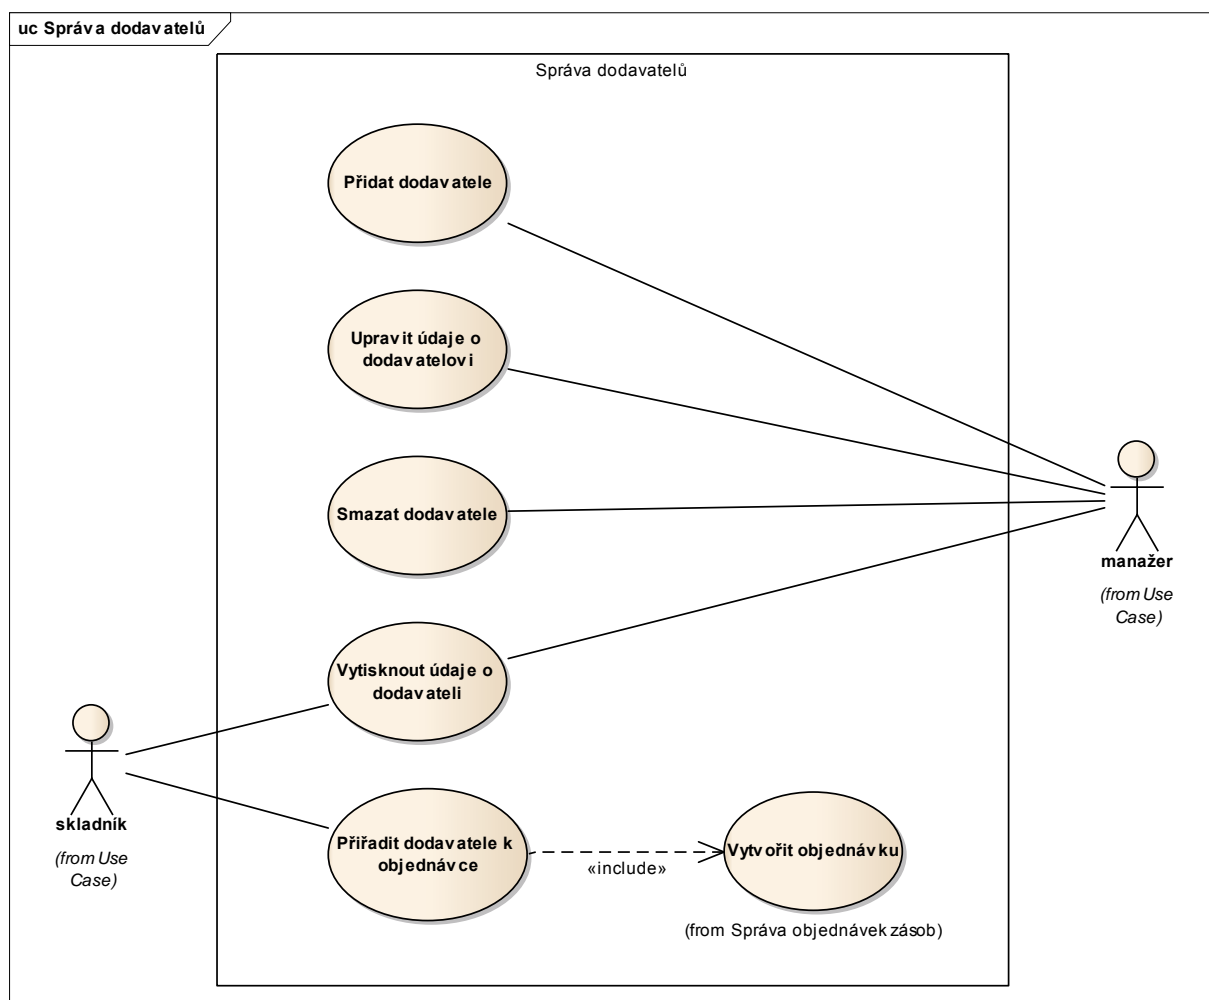 uc Správa dodavatelů
Správa dodavatelů
Přidat dodavatele
Upravit údaje o
dodavatelovi
Smazat dodavatele
manažer
(from Use
Case)
Vytisknout údaje o
dodavateli
skladník
(from Use
Case)
Přiřadit dodavatele k
objednávce
«include»
Vytvořit objednávku
(from Správa objednávek zásob)